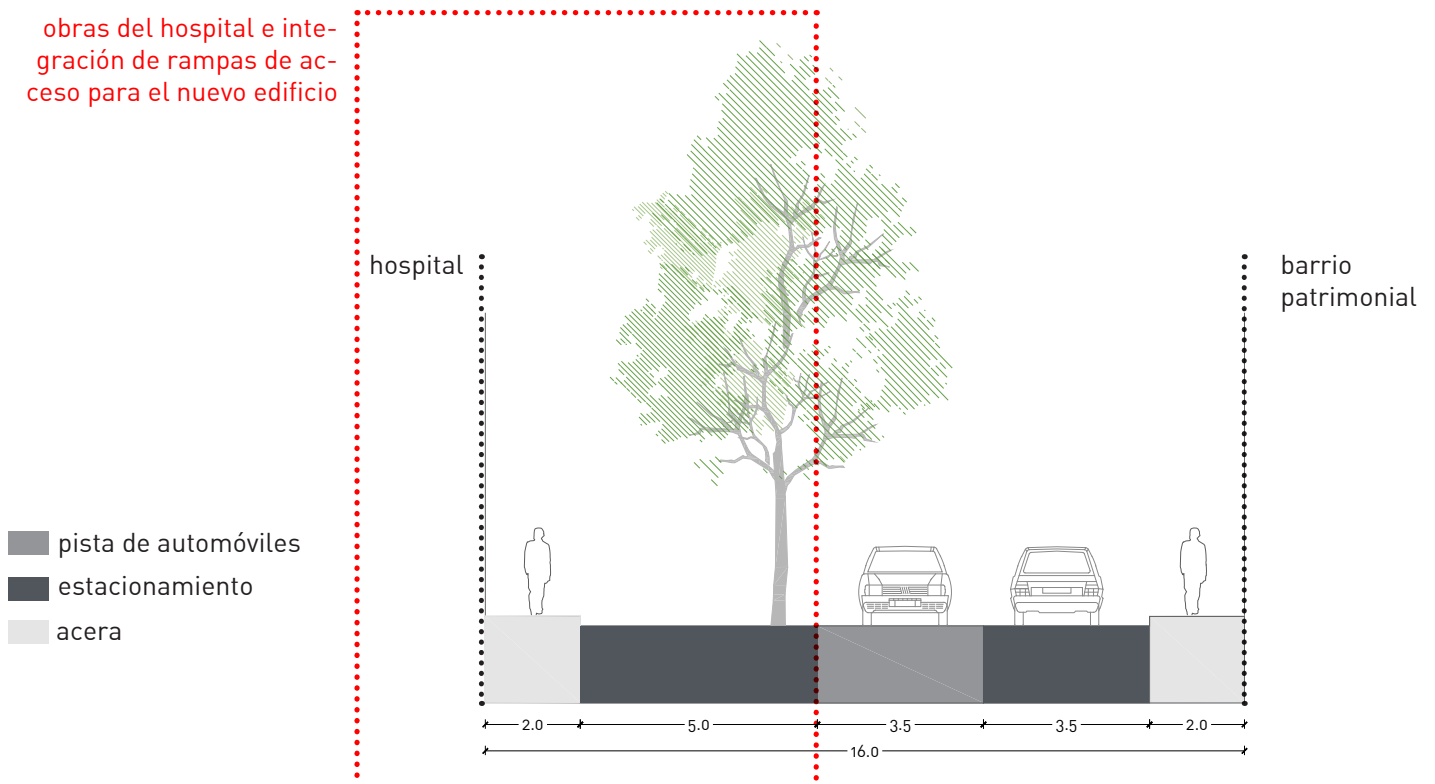 obras del hospital e inte-
gración de rampas de ac-
ceso para el nuevo edificio
hospital
barrio
patrimonial
pista de automóviles
estacionamiento
acera
2.0
5.0
3.5
3.5
2.0
16.0